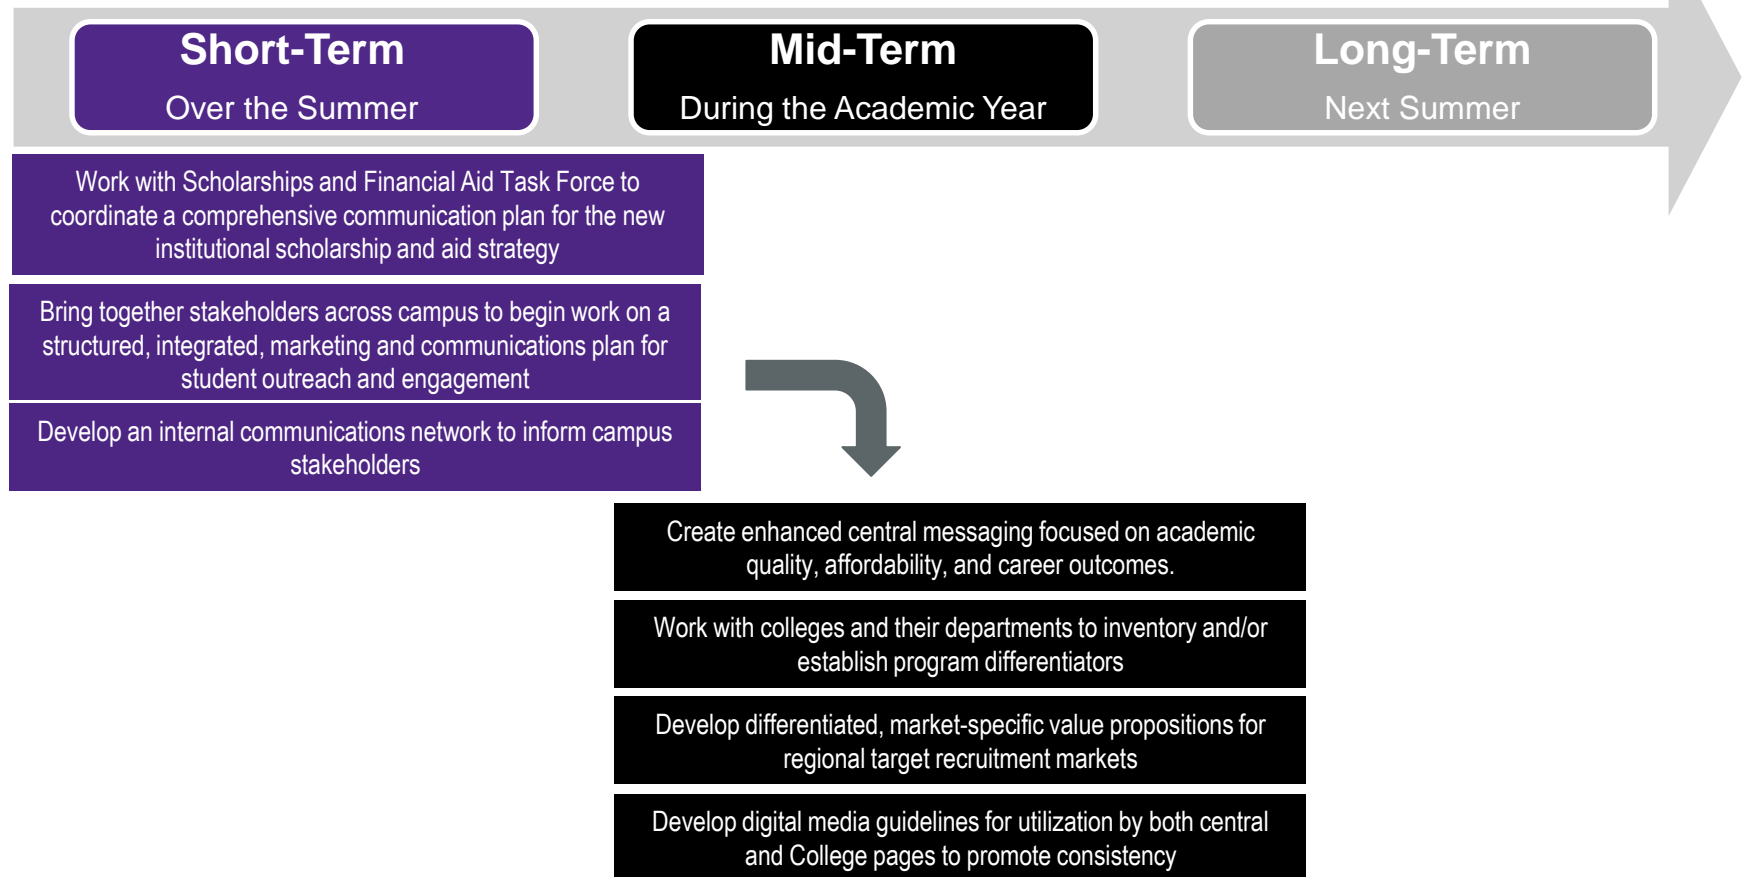 Short-Term
Over the Summer
Mid-Term
During the Academic Year
Long-Term
Next Summer
Work with Scholarships and Financial Aid Task Force to
coordinate a comprehensive communication plan for the new
institutional scholarship and aid strategy
Bring together stakeholders across campus to begin work on a
structured, integrated, marketing and communications plan for
student outreach and engagement
Develop an internal communications network to inform campus
stakeholders
Create enhanced central messaging focused on academic
quality, affordability, and career outcomes.
Work with colleges and their departments to inventory and/or
establish program differentiators
Develop differentiated, market-specific value propositions for
regional target recruitment markets
Develop digital media guidelines for utilization by both central
and College pages to promote consistency